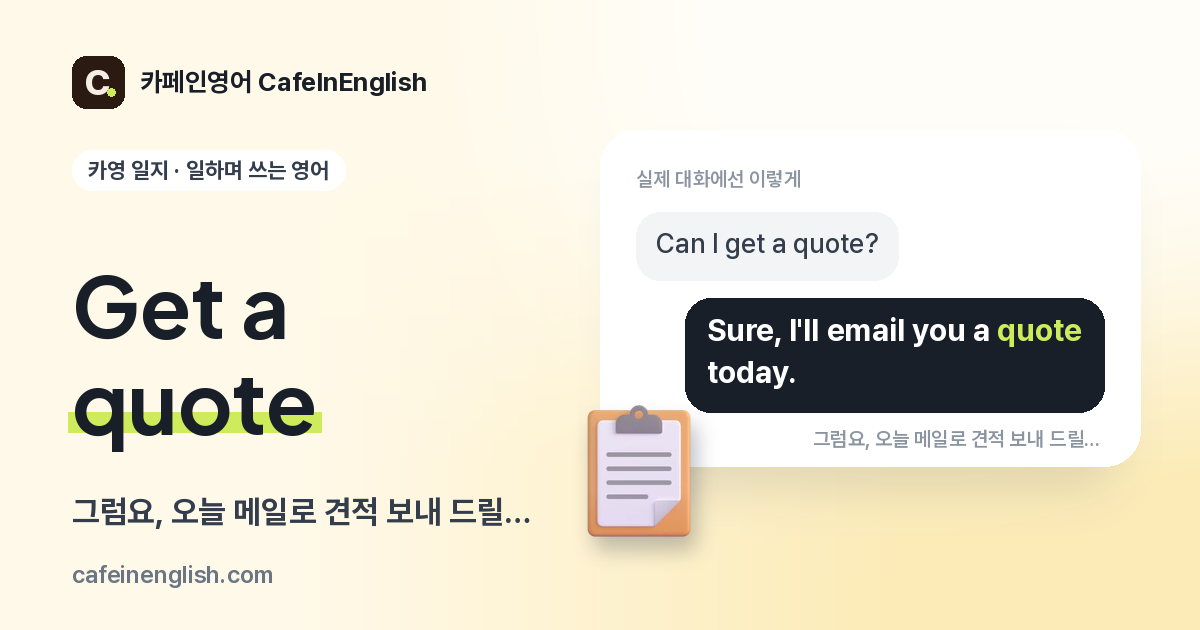 C
카페인영어 CafeInEnglish
카영 일지 · 일하며 쓰는 영어
Get a
quote
그럼요, 오늘 메일로 견적 보내 드릴...
cafeinenglish.com
실제 대화에선 이렇게
Can I get a quote?
Sure, I'll email you a quote
today.
그럼요, 오늘 메일로 견적 보내 드릴...